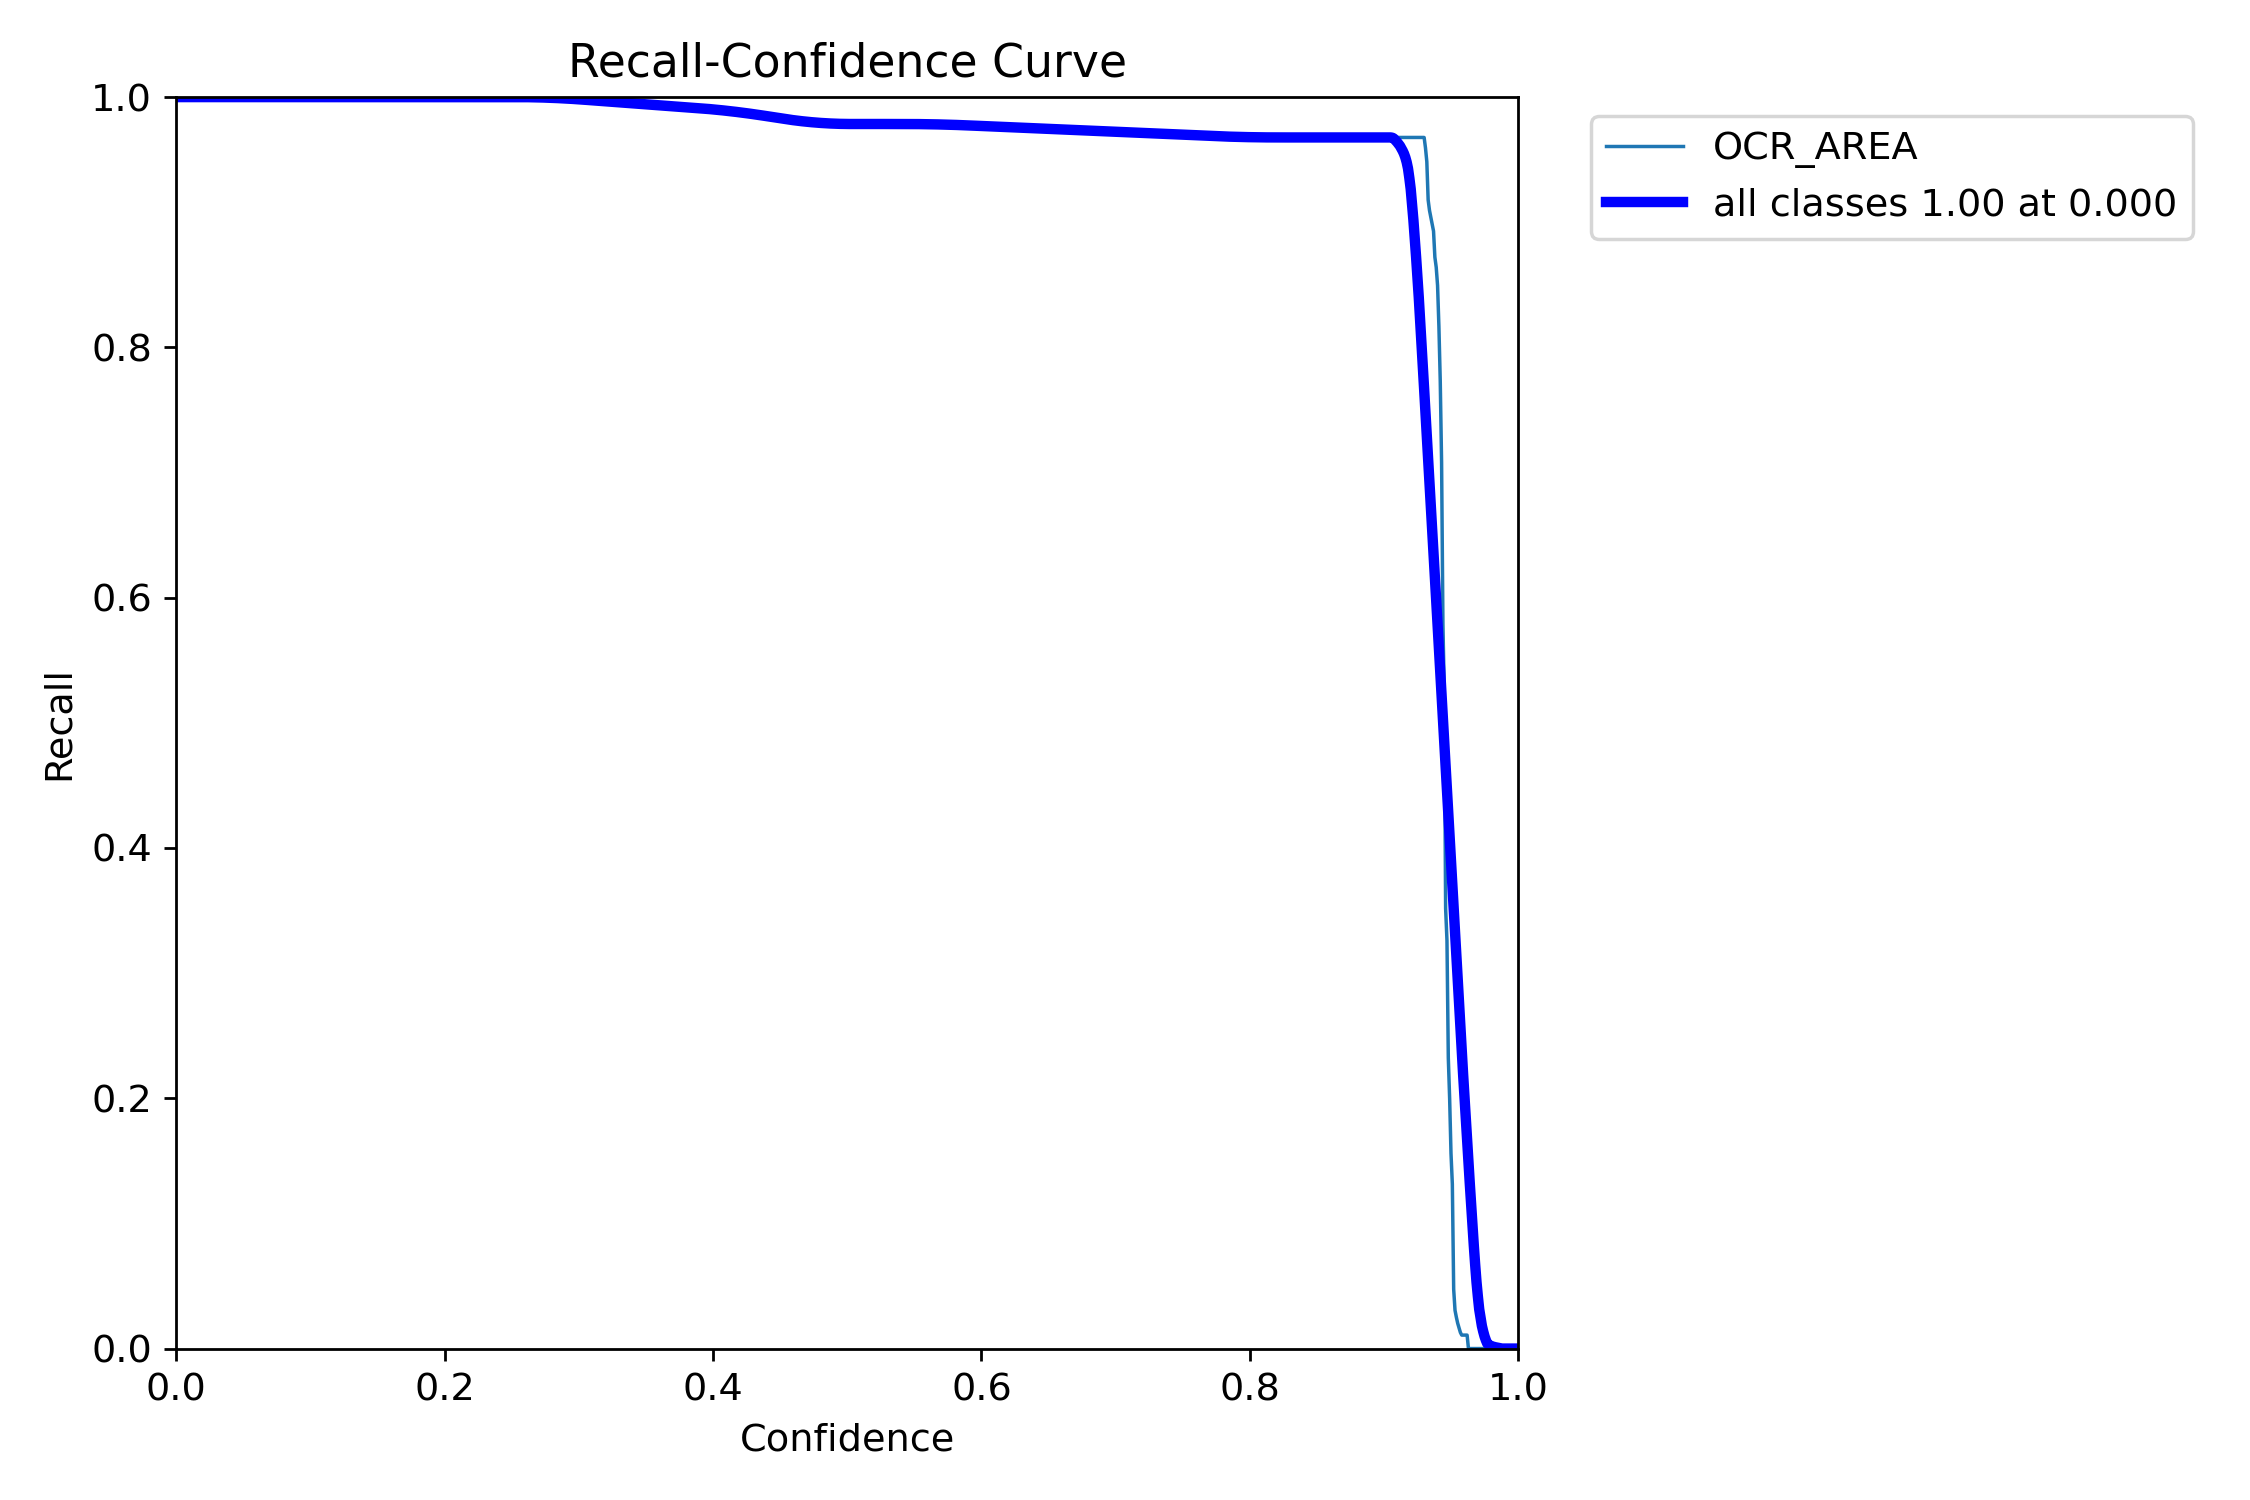 Recall-Confidence Curve
1.0
0.8
0.6
0.4
0.2
0.0
Recall
0.0 0.2 0.4 0.6 0.8 1.0
Confidence
OCR_AREA
all classes 1.00 at 0.000